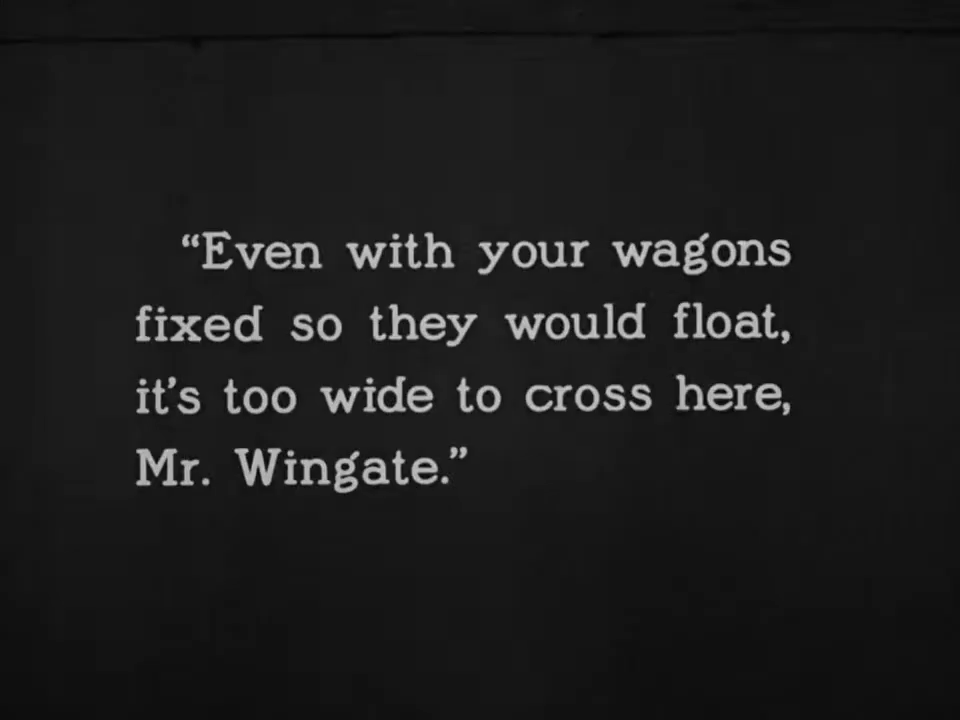 “Even with your wagons
fixed so they would float,
it’s too wide to cross here,
Mr. Wingate.”